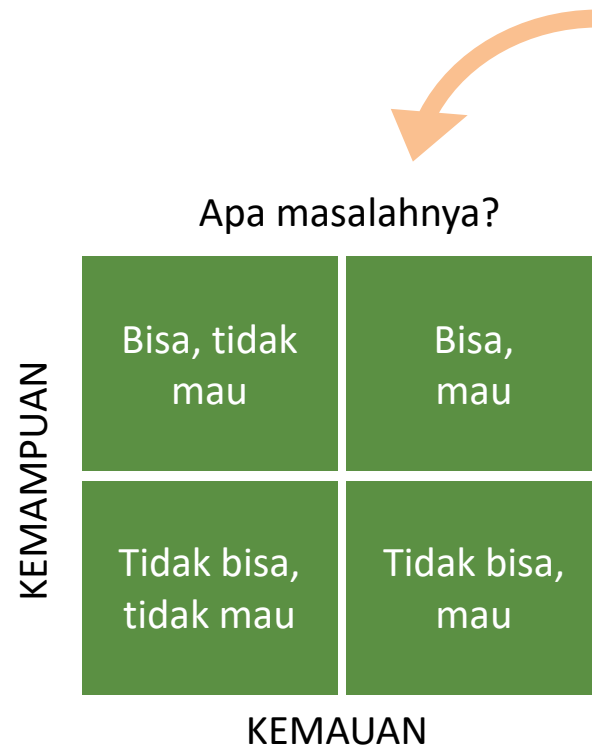 Apa masalahnya?
Bisa, tidak
mau
Bisa,
mau
KEMAMPUAN
Tidak bisa,
tidak mau
Tidak bisa,
mau
KEMAUAN